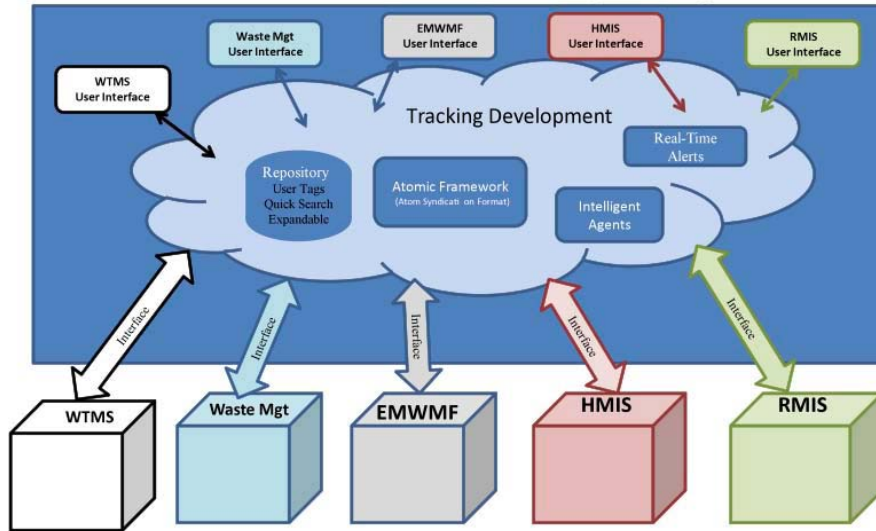 WTMS
User Interface
Waste Mgt
User Interface
EMWMF
User Interface
HMIS
User Interface
RMIS
User Interface
Tracking Development
Repository
User Tags
Quick Search
Expandable
Atomic Framework
(Atom Syndicati on Format)
Real-Time
Alerts
Intelligent
Agents
Interface
Interface
Interface
Interface
Interface
WTMS
Waste Mgt
EMWMF
HMIS
RMIS